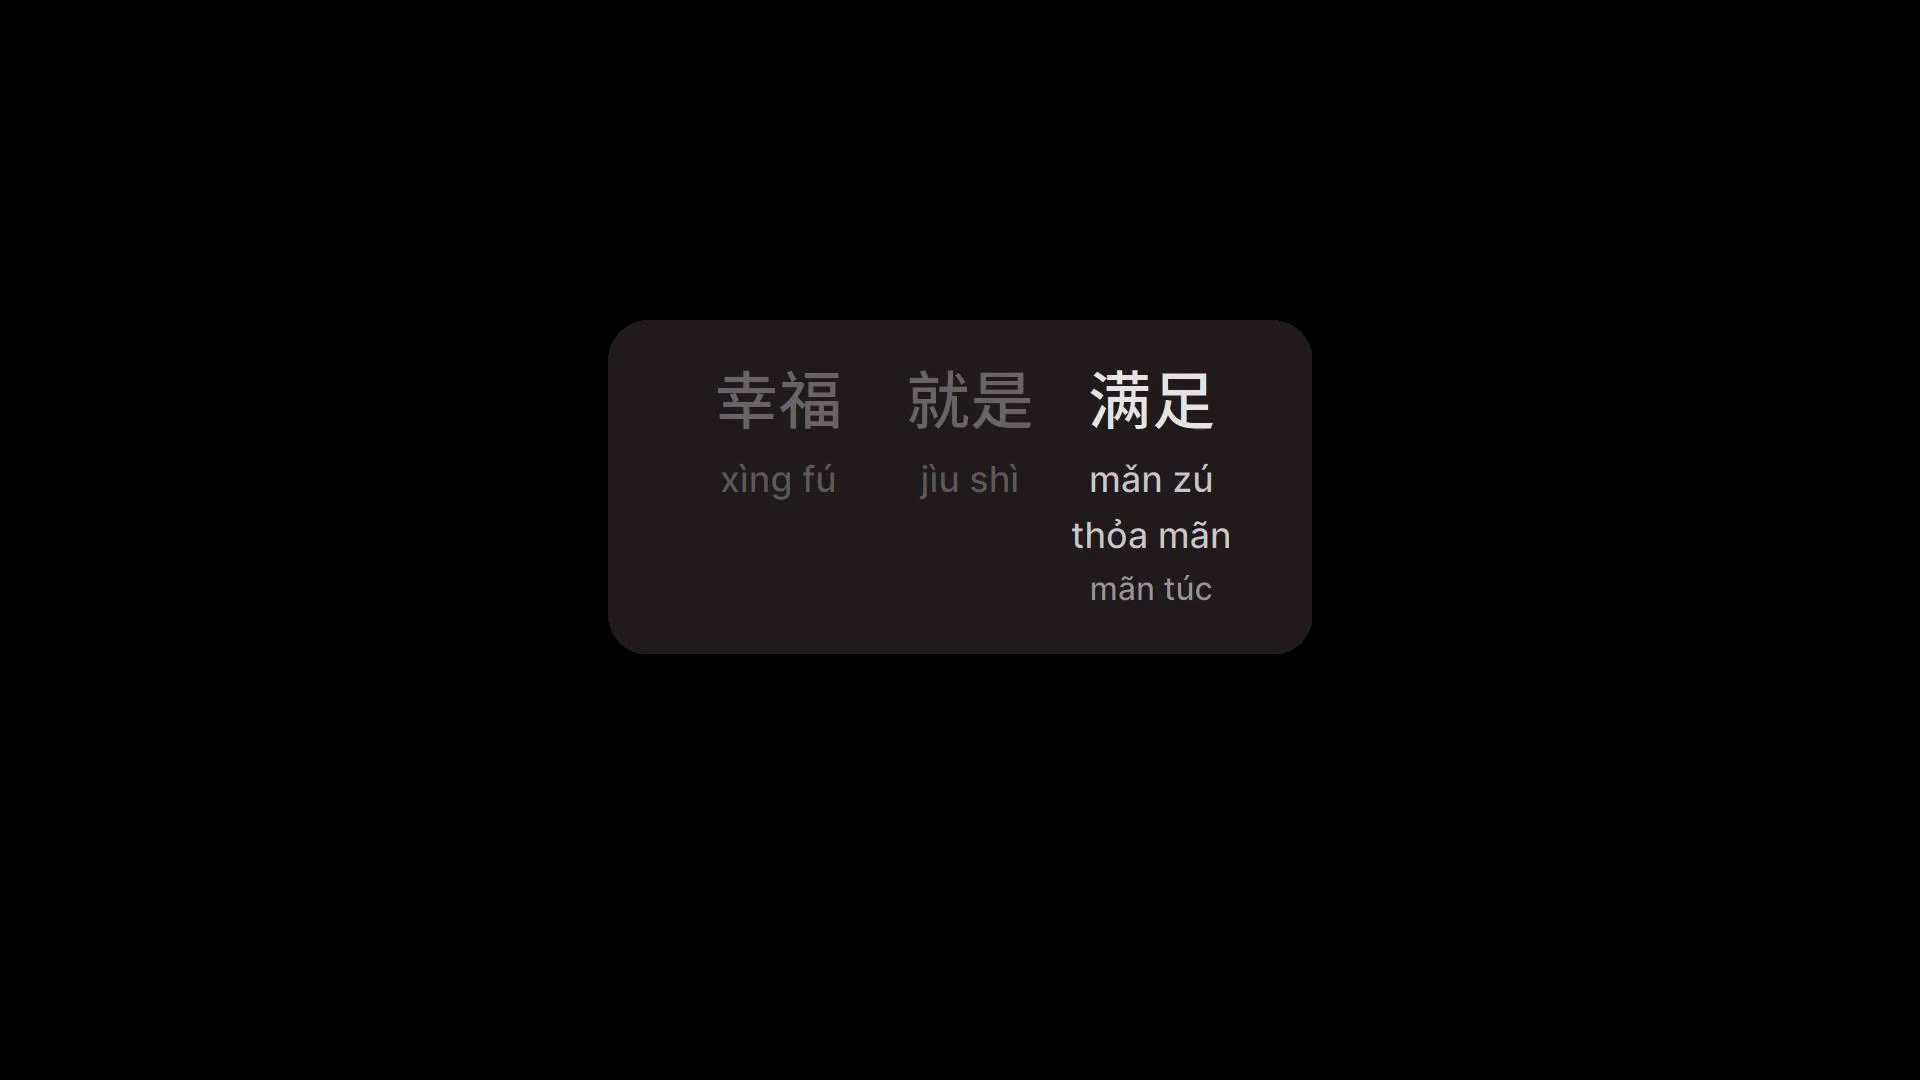 幸福 就是 满足
xìng fú jìu shì mǎn zú
thỏa mãn
mãn túc